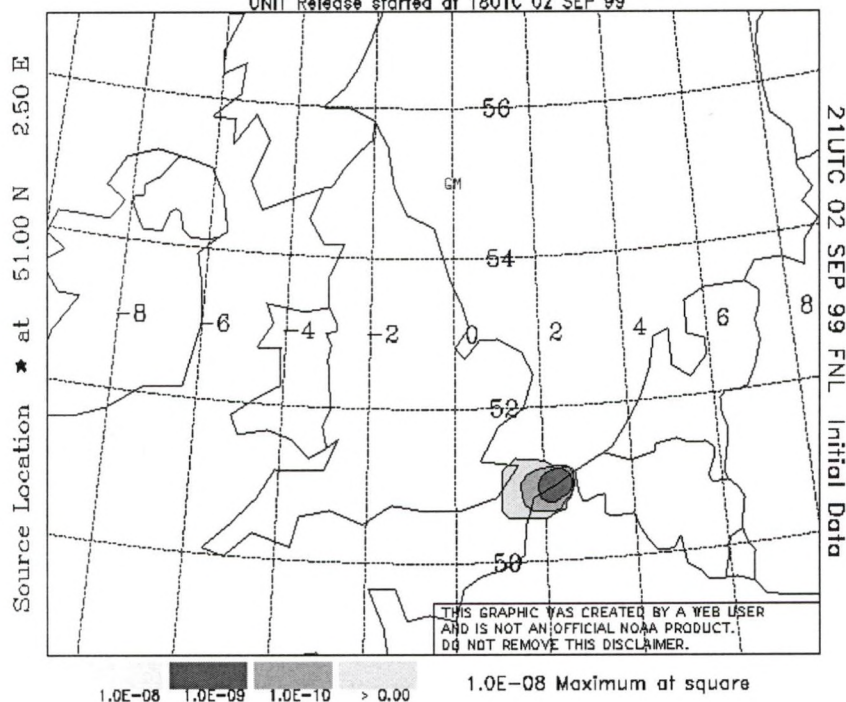 UNIT Release started at 18UTC 02 SEP 99
Source Location * at 51.00 N 2.50 E
56
GM
54
-8 -6 -4 -2 0 2 4 6 8
52
50
21UTC 02 SEP 99 FNL Initial Data
THIS GRAPHIC WAS CREATED BY A WEB USER
AND IS NOT AN OFFICIAL NOAA PRODUCT.
DO NOT REMOVE THIS DISCLAIMER.
1.0E-08 1.0E-09 1.0E-10 > 0.00
1.0E-08 Maximum at square